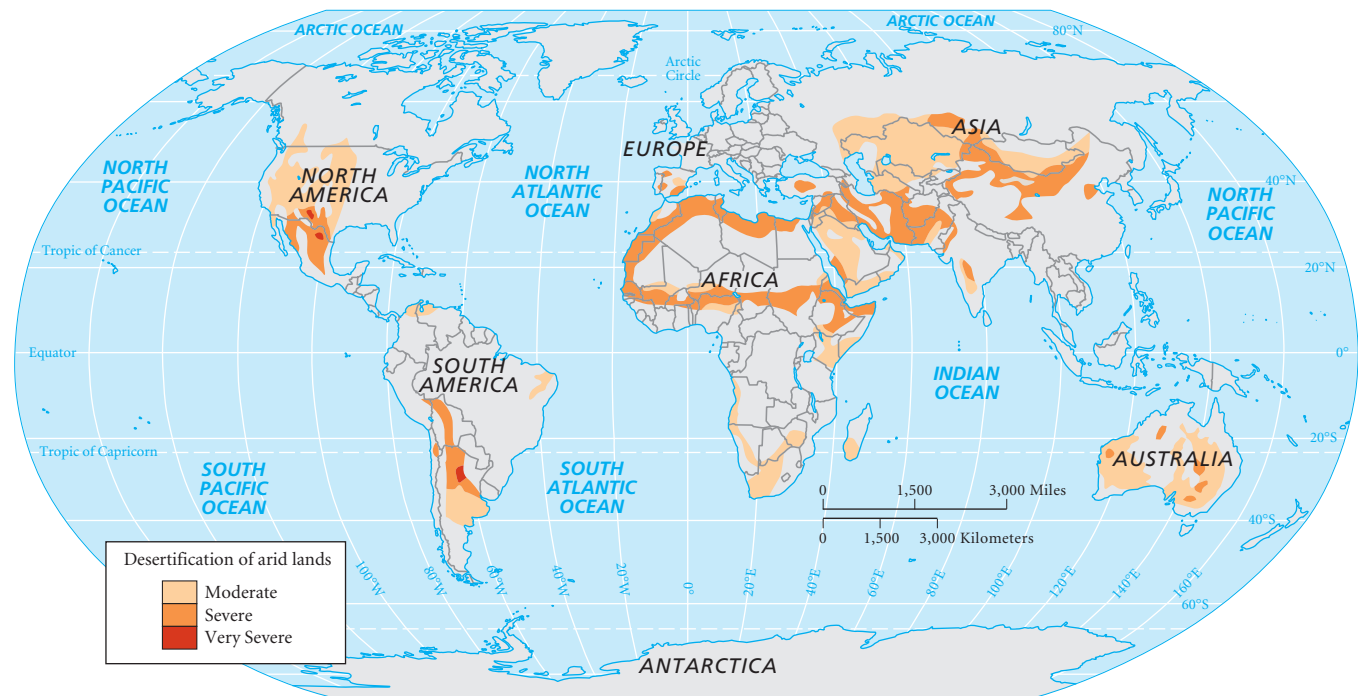 ARCTIC OCEAN
ARCTIC OCEAN
80°N
Arctic
Circle
ASIA
EUROPE
NORTH
PACIFIC
OCEAN
NORTH
AMERICA
NORTH
ATLANTIC
OCEAN
40°N
NORTH
PACIFIC
OCEAN
Tropic of Cancer
20°N
AFRICA
Equator
0°
SOUTH
AMERICA
INDIAN
OCEAN
20°S
Tropic of Capricorn
AUSTRALIA
SOUTH
PACIFIC
OCEAN
SOUTH
ATLANTIC
OCEAN
0 1,500 3,000 Miles
0 1,500 3,000 Kilometers
40°S
Desertification of arid lands
Moderate
Severe
Very Severe
100°W
80°W
60°W
40°W
20°W
0°
20°E
40°E
60°E
80°E
100°E
120°E
140°E
160°E
60°S
ANTARCTICA